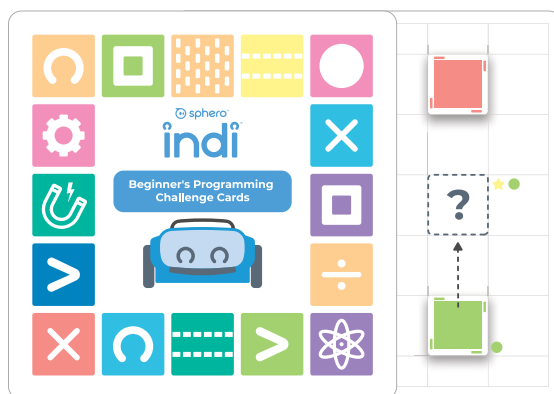 sphero
indi
Beginner's Programming
Challenge Cards
?